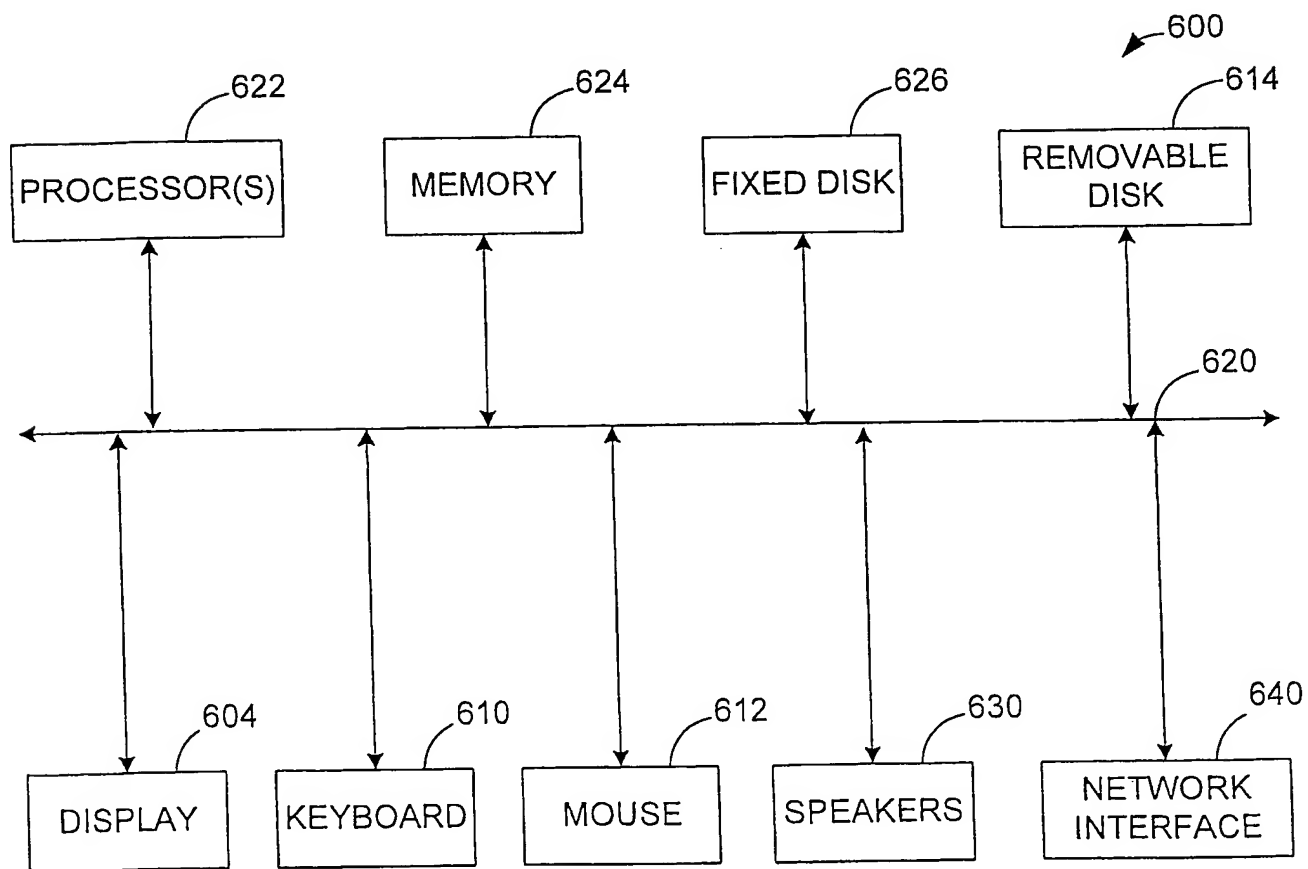 600
622
624
626
614
PROCESSOR(S)
MEMORY
FIXED DISK
REMOVABLE
DISK
620
604
610
612
630
640
DISPLAY
KEYBOARD
MOUSE
SPEAKERS
NETWORK
INTERFACE